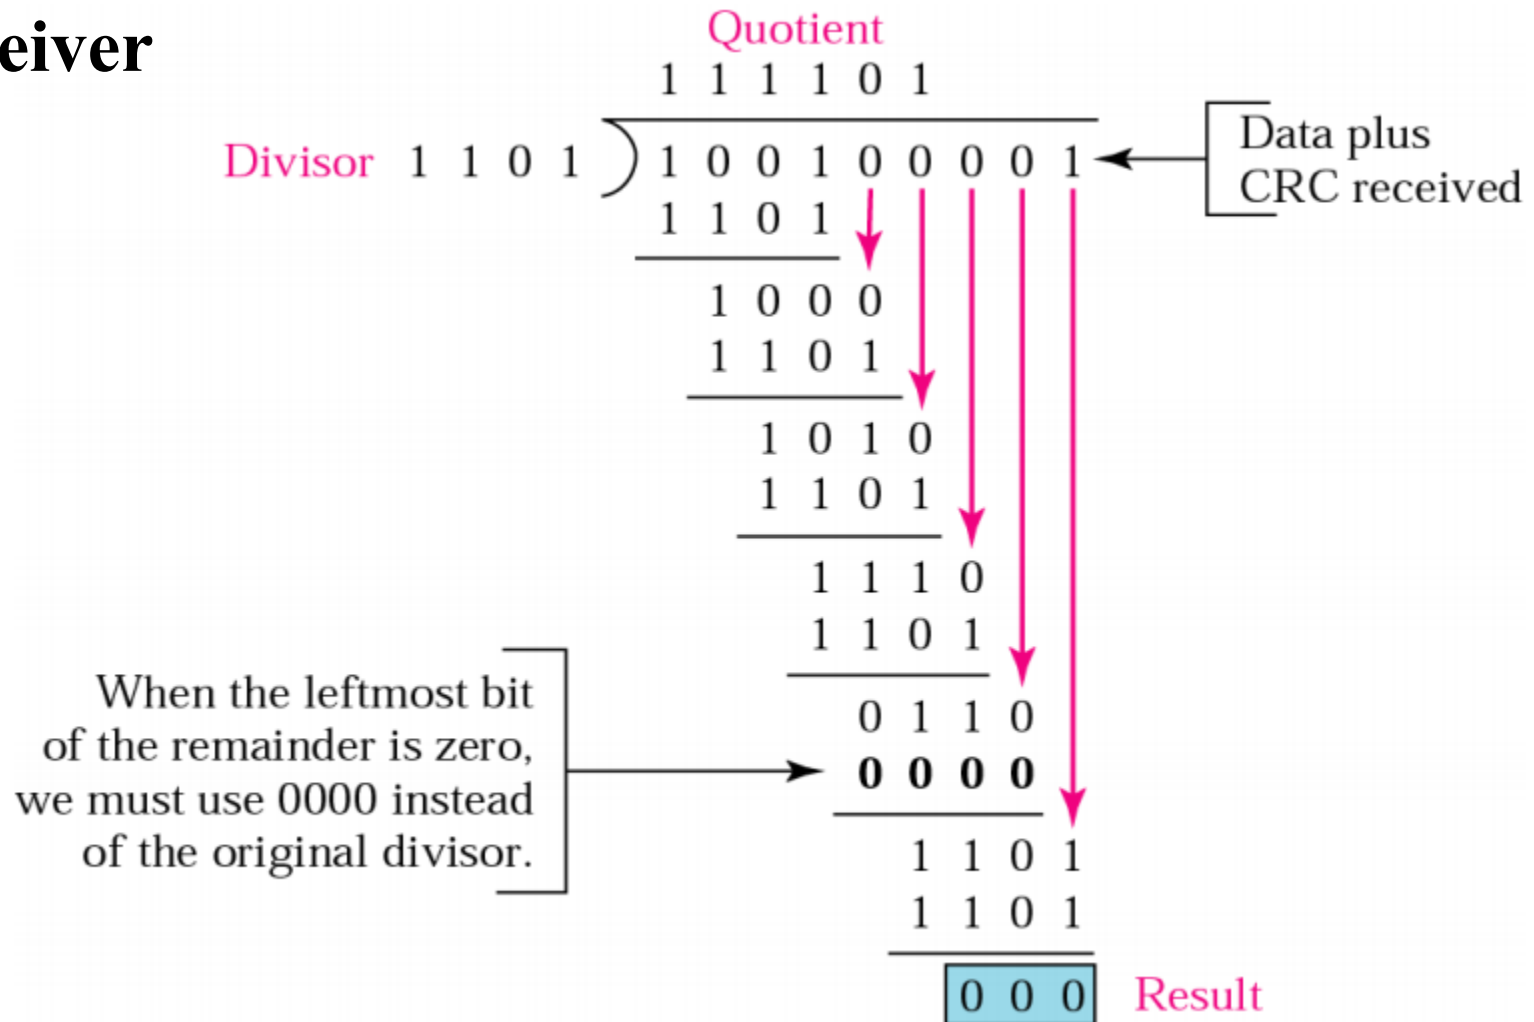 eiver
Quotient
1 1 1 1 0 1
Divisor 1 1 0 1 ) 1 0 0 1 0 0 0 0 1
Data plus
CRC received
1 1 0 1
1 0 0 0
1 1 0 1
1 0 1 0
1 1 0 1
1 1 1 0
1 1 0 1
0 1 1 0
When the leftmost bit
of the remainder is zero,
we must use 0000 instead
of the original divisor.
0 0 0 0
1 1 0 1
1 1 0 1
0 0 0 Result